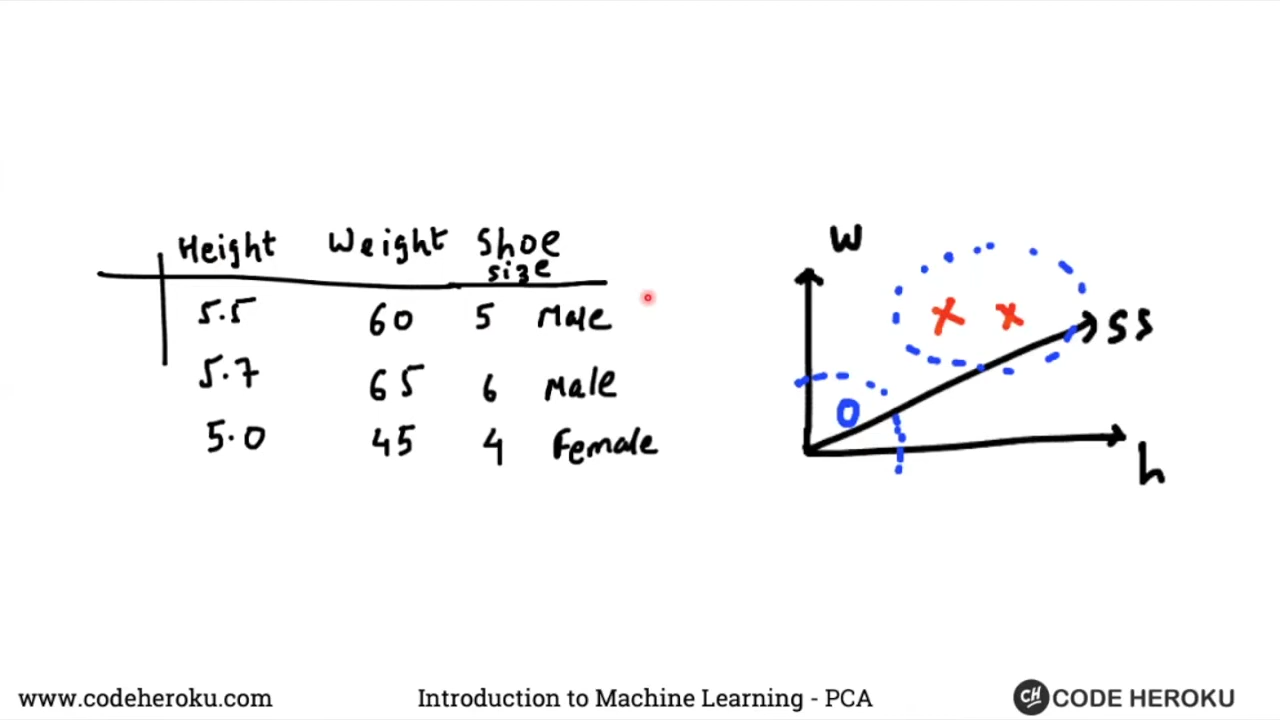 Height Weight Shoe size
5.5 60 5 Male
5.7 65 6 Male
5.0 45 4 Female
W
X X
SS
O
h
www.codeheroku.com
Introduction to Machine Learning - PCA
CH CODE HEROKU